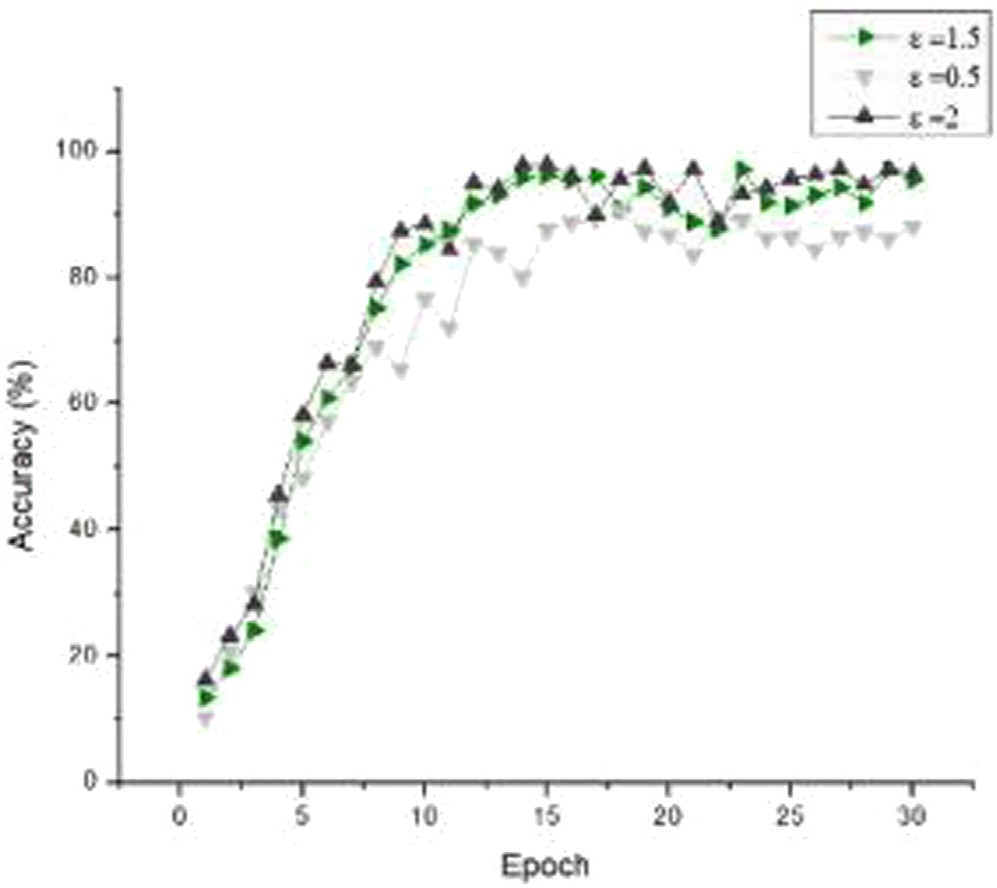 ε =1.5
ε =0.5
ε =2
100
80
60
40
20
0
Accuracy (%)
0 5 10 15 20 25 30
Epoch